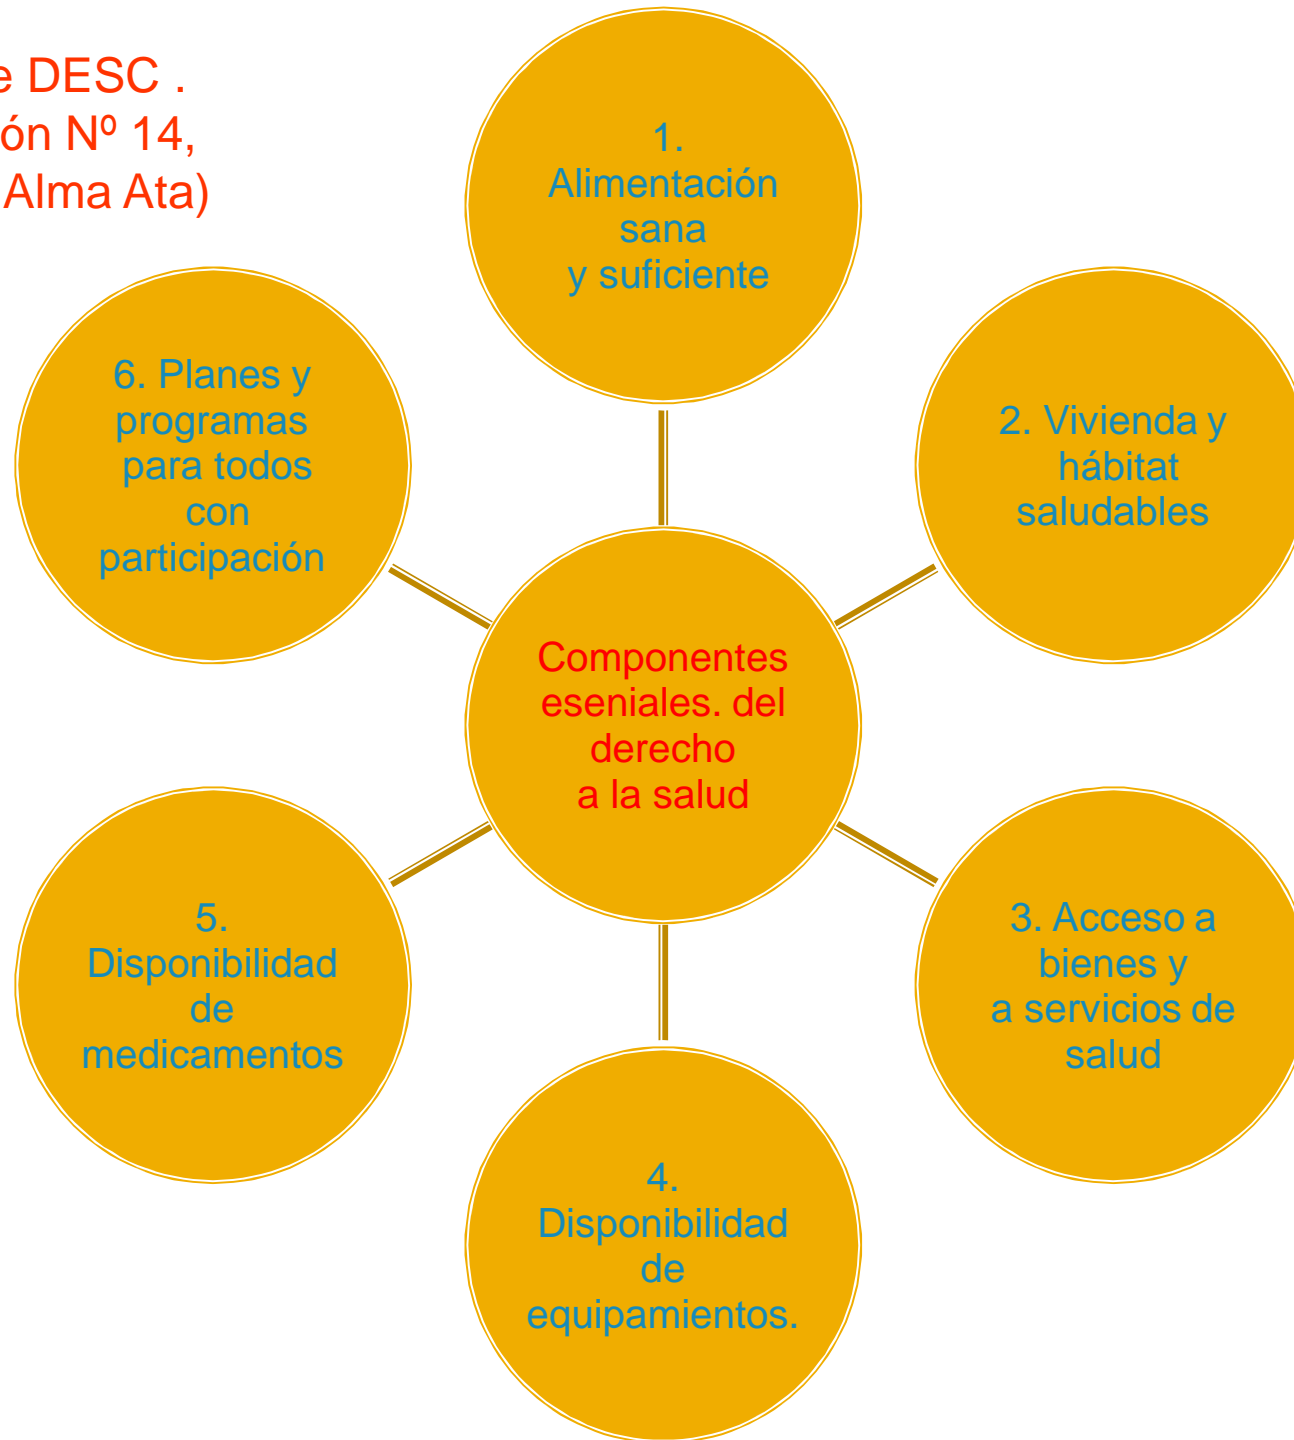 e DESC .
ón Nº 14,
Alma Ata)
1.
Alimentación
sana
y suficiente
2. Vivienda y
hábitat
saludables
3. Acceso a
bienes y
a servicios de
salud
4.
Disponibilidad
de
equipamientos.
5.
Disponibilidad
de
medicamentos
6. Planes y
programas
para todos
con
participación
Componentes
eseniales. del
derecho
a la salud